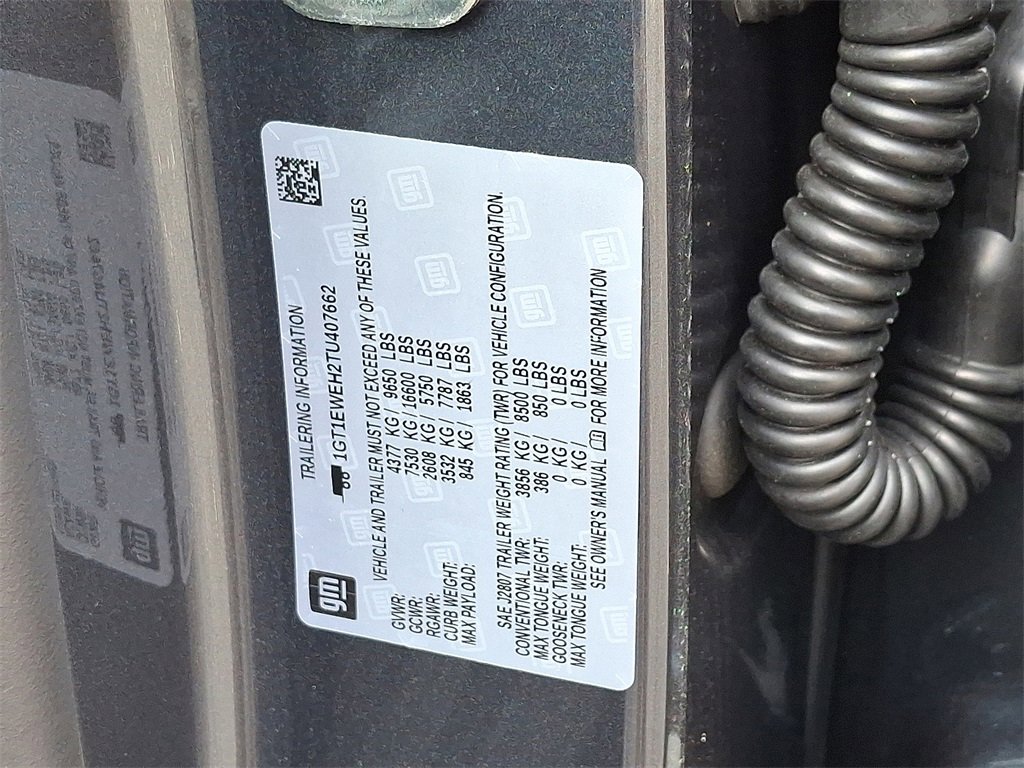 gm
TRAILERING INFORMATION
1GT1EWEH2TU407662
VEHICLE AND TRAILER MUST NOT EXCEED ANY OF THESE VALUES.
GVWR: 4377 KG / 9650 LBS
GCWR: 7530 KG / 16600 LBS
RGAWR: 2608 KG / 5750 LBS
CURB WEIGHT: 3532 KG / 7787 LBS
MAX PAYLOAD: 845 KG / 1863 LBS
SAE J2807 TRAILER WEIGHT RATING (TWR) FOR VEHICLE CONFIGURATION.
CONVENTIONAL TWR: 3856 KG / 8500 LBS
MAX TONGUE WEIGHT: 386 KG / 850 LBS
GOOSENECK TWR: 0 KG / 0 LBS
MAX TONGUE WEIGHT: 0 KG / 0 LBS
SEE OWNER'S MANUAL FOR MORE INFORMATION